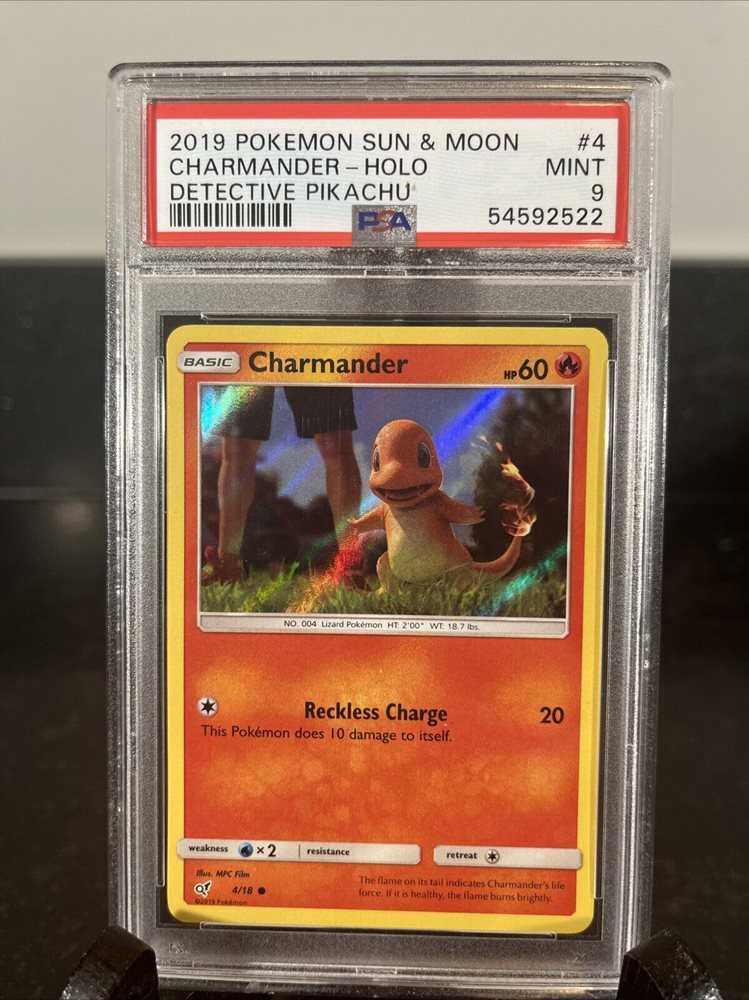 2019 POKEMON SUN & MOON #4
CHARMANDER – HOLO MINT
DETECTIVE PIKACHU 9
PSA 54592522
BASIC Charmander HP 60
NO. 004 Lizard Pokémon HT: 2'00" WT: 18.7 lbs.
Reckless Charge 20
This Pokémon does 10 damage to itself.
weakness ×2 resistance retreat
Illus. MPC Film
4/18
©2019 Pokémon
The flame on its tail indicates Charmander's life
force. If it is healthy, the flame burns brightly.